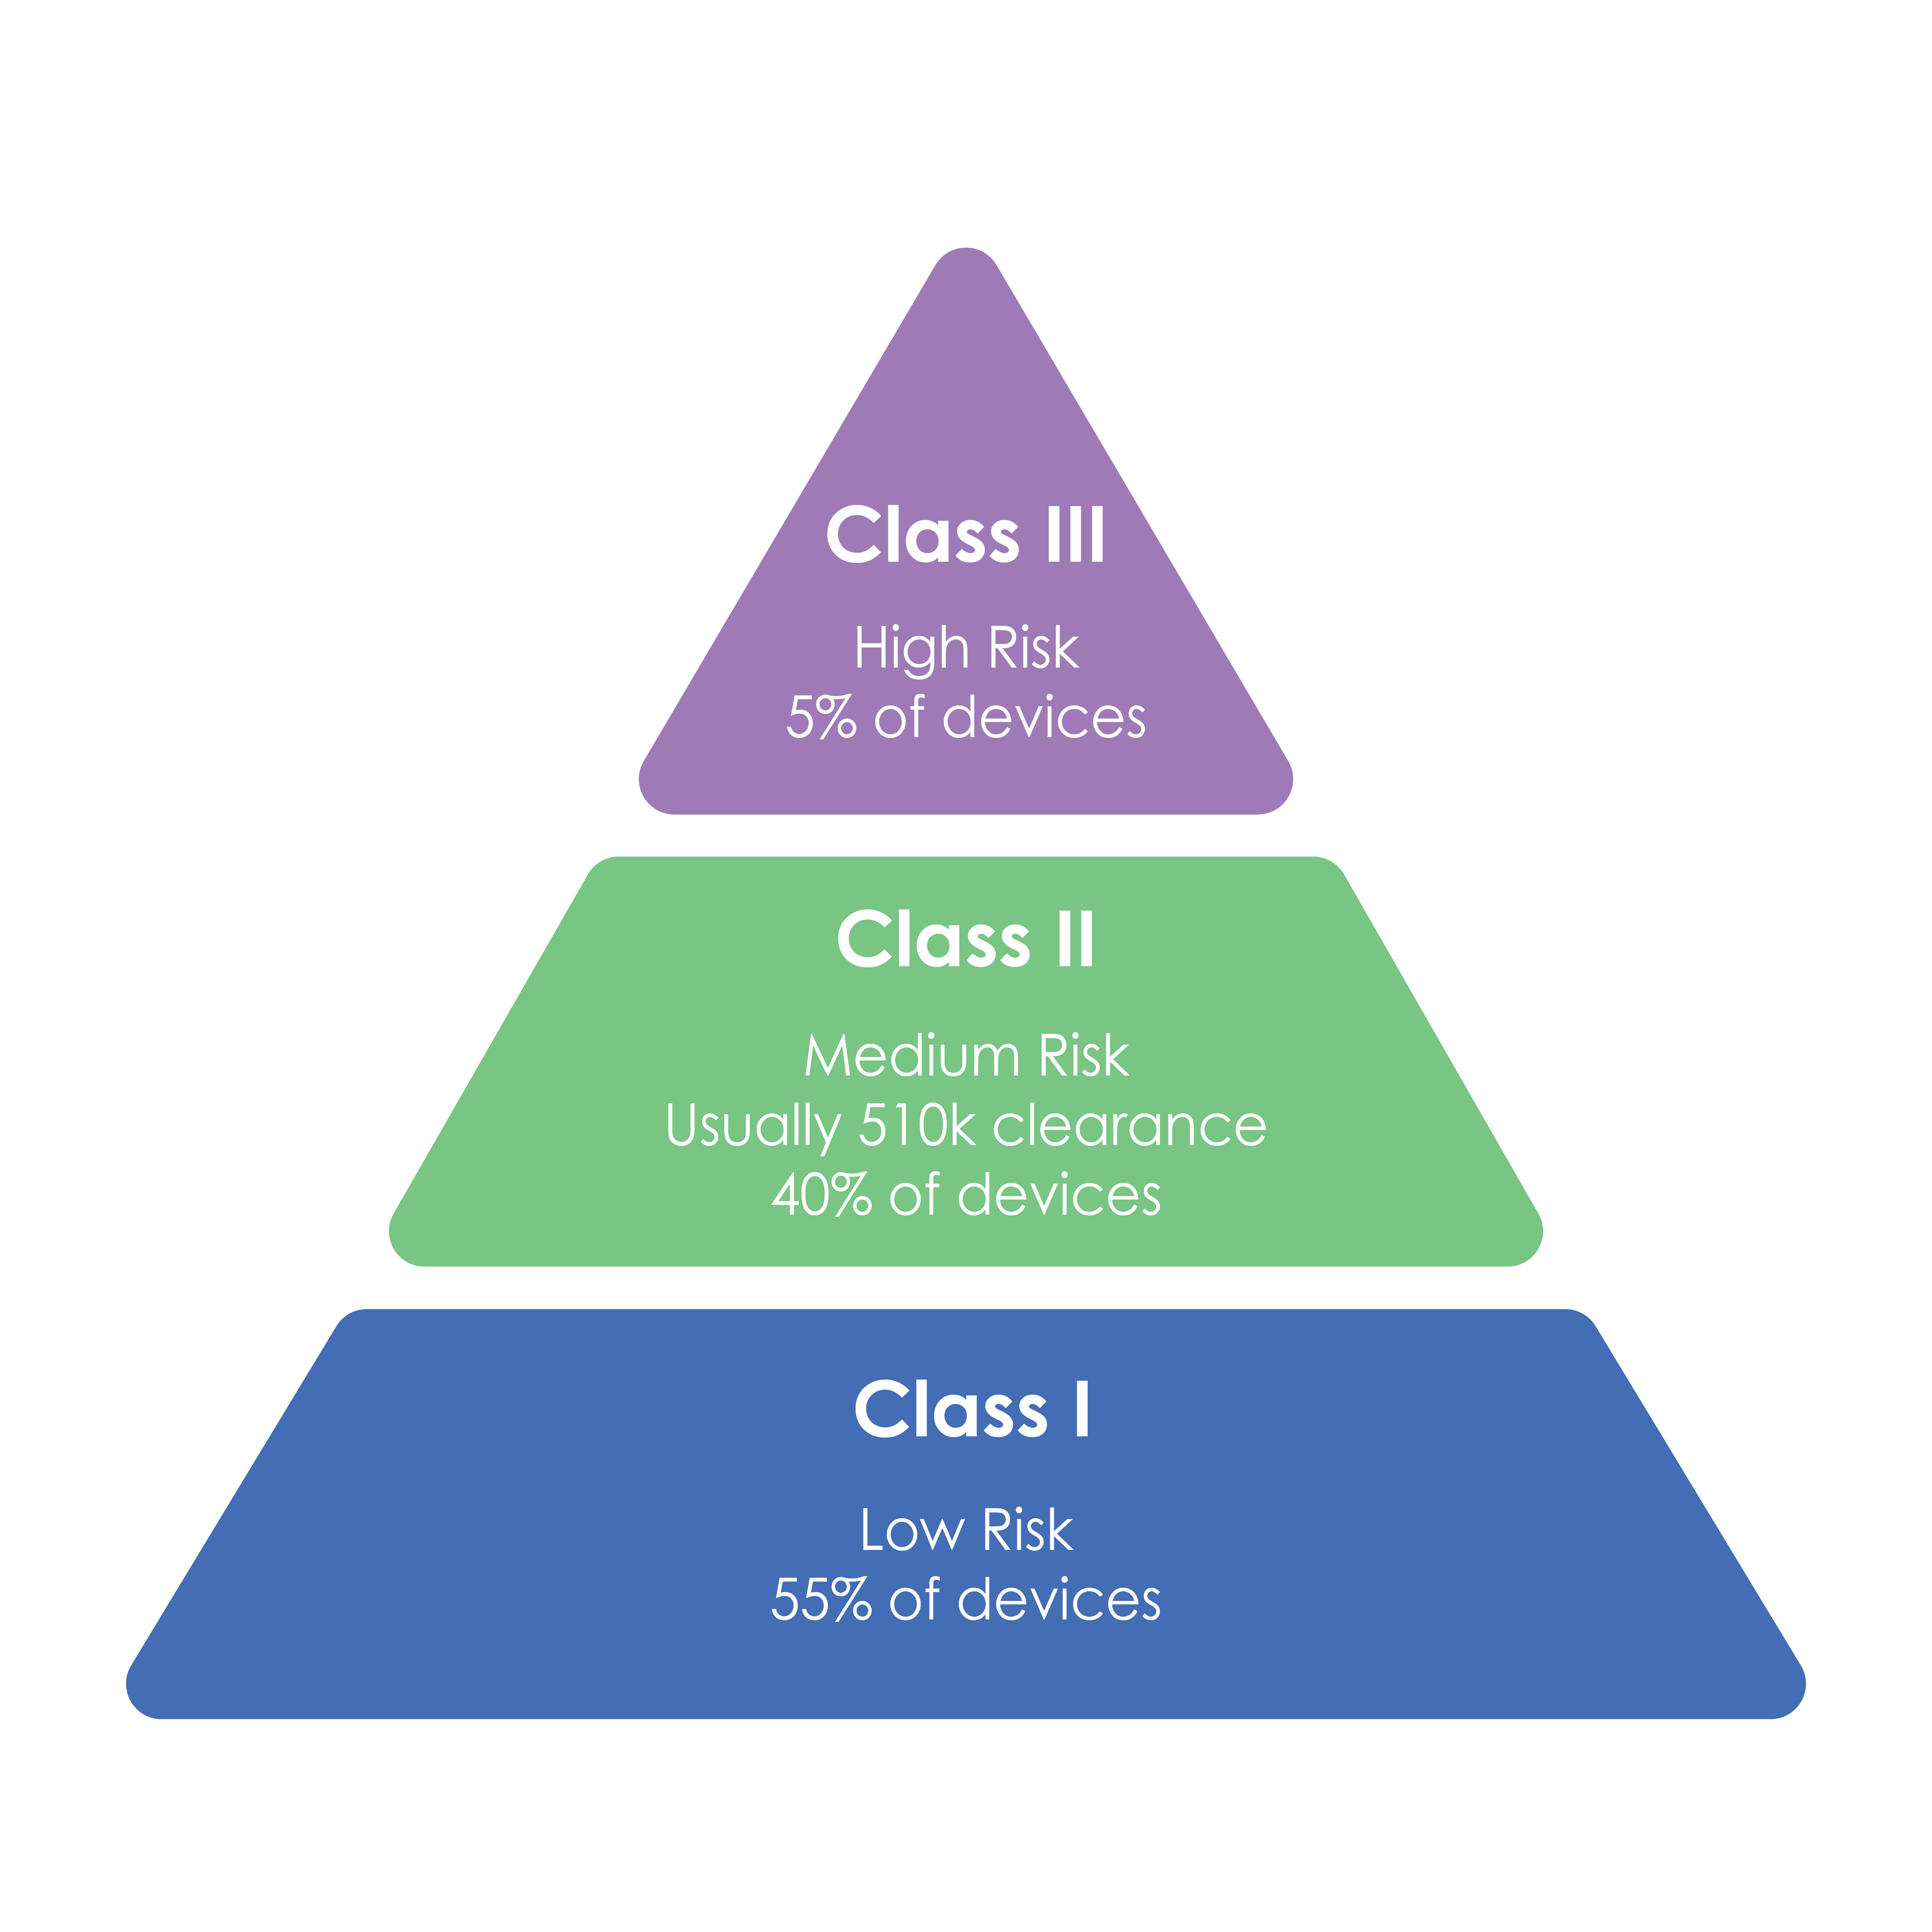 Class III
High Risk
5% of devices
Class II
Medium Risk
Usually 510k clearance
40% of devices
Class I
Low Risk
55% of devices